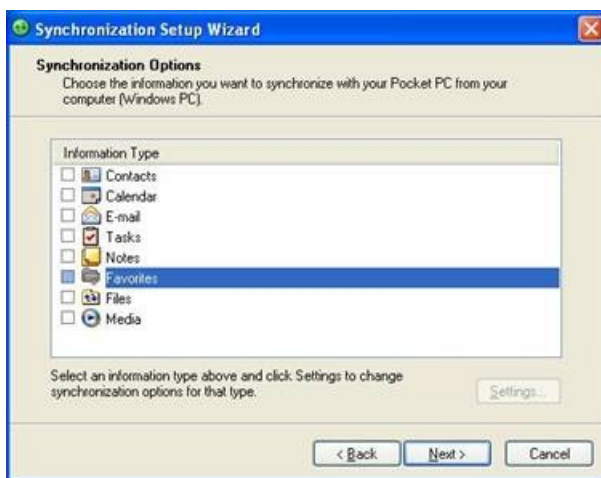 Synchronization Setup Wizard
Synchronization Options
Choose the information you want to synchronize with your Pocket PC from your
computer (Windows PC).
Information Type
Contacts
Calendar
E-mail
Tasks
Notes
Favorites
Files
Media
Select an information type above and click Settings to change
synchronization options for that type.
Settings...
< Back
Next >
Cancel